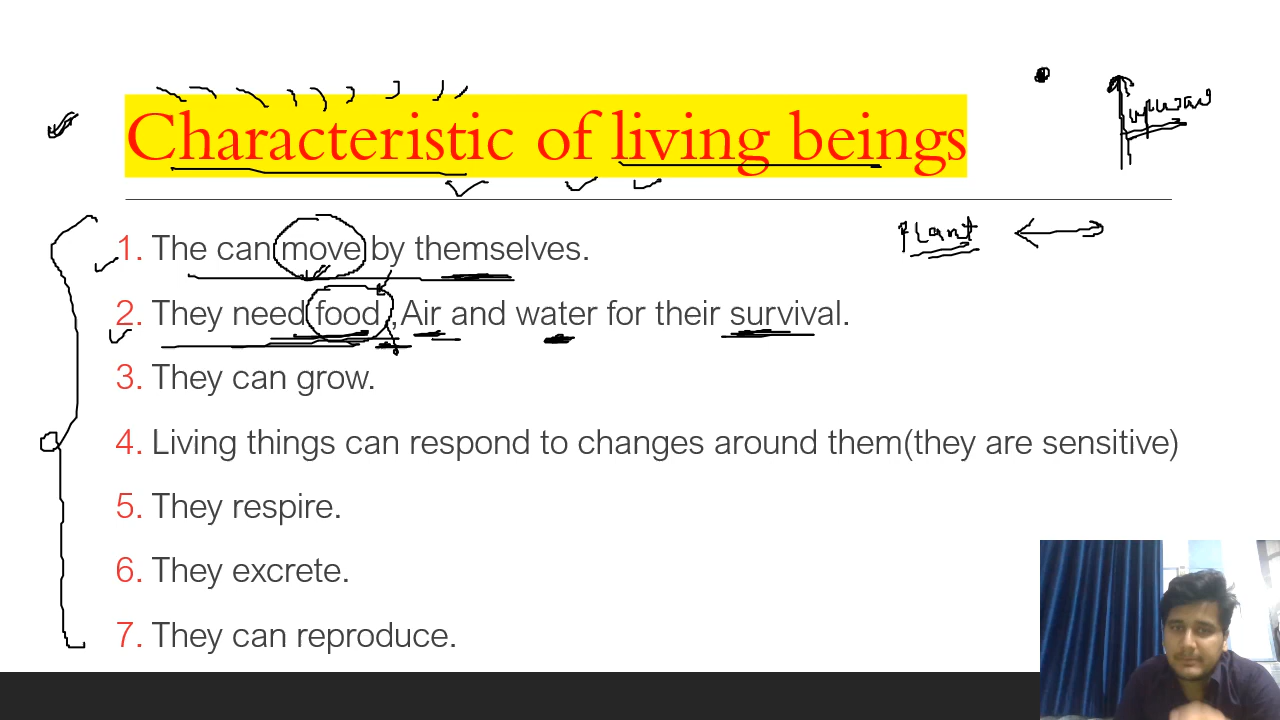 Characteristic of living beings
upwar
Plant
1. The can move by themselves.
2. They need food ,Air and water for their survival.
3. They can grow.
4. Living things can respond to changes around them(they are sensitive)
5. They respire.
6. They excrete.
7. They can reproduce.